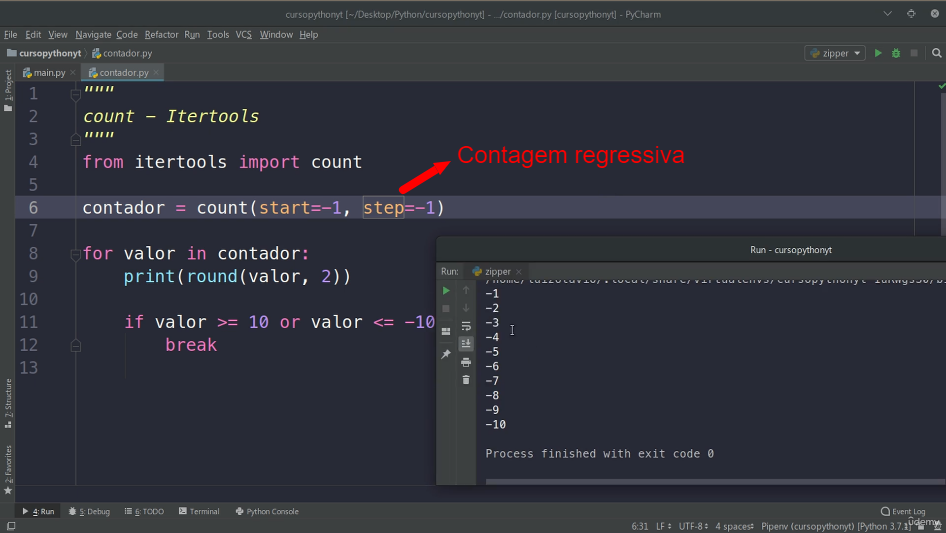 cursopythonyt [~/Desktop/Python/cursopythonyt] - .../contador.py [cursopythonyt] - PyCharm
File Edit View Navigate Code Refactor Run Tools VCS Window Help
cursopythonyt contador.py zipper
main.py contador.py
1: Project
1 """
2 count - Itertools
3 """
4 from itertools import count
Contagem regressiva
5
6 contador = count(start=-1, step=-1)
7
8 for valor in contador:
9 print(round(valor, 2))
10
11 if valor >= 10 or valor <= -10
12 break
13
Run - cursopythonyt
Run: zipper
-1
-2
-3
-4
-5
-6
-7
-8
-9
-10
Process finished with exit code 0
7: Structure
2: Favorites
4: Run 5: Debug 6: TODO Terminal Python Console Event Log
6:31 LF UTF-8 4 spaces Pipenv (cursopythonyt) [Python 3.7.1]
ûdemy